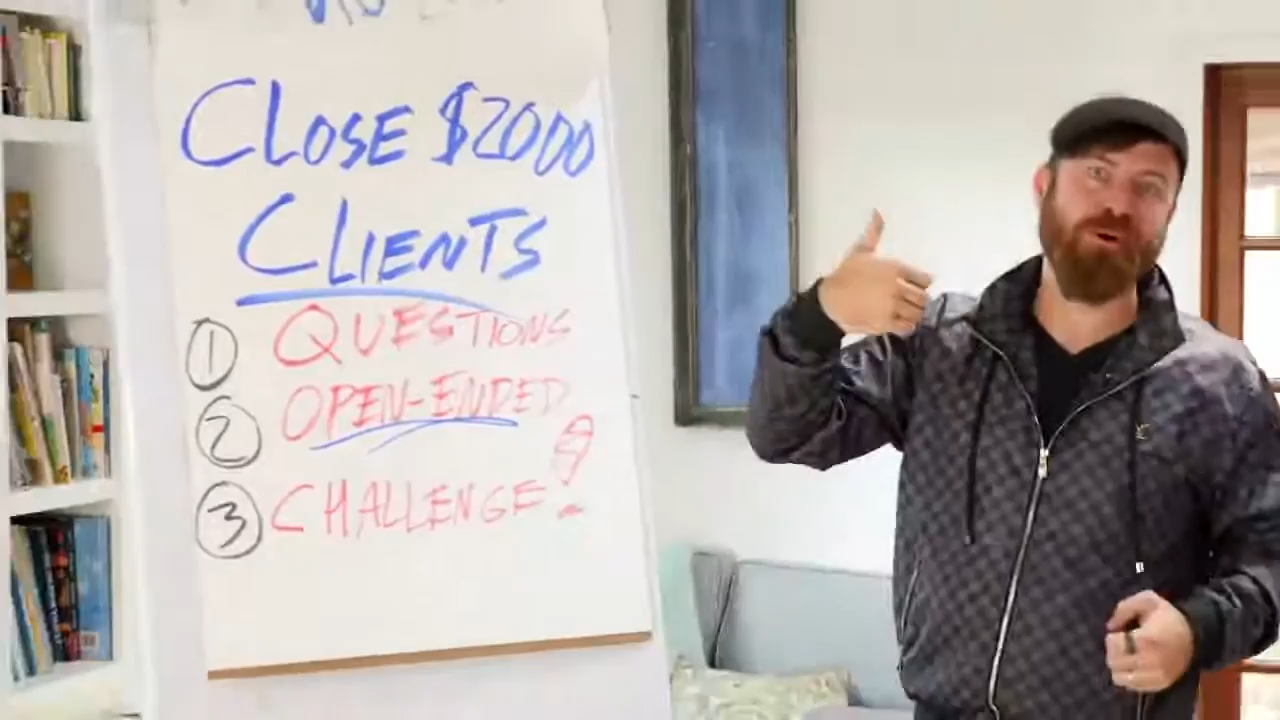 CLOSE $2000
CLIENTS
1 QUESTIONS
2 OPEN-ENDED
3 CHALLENGE!